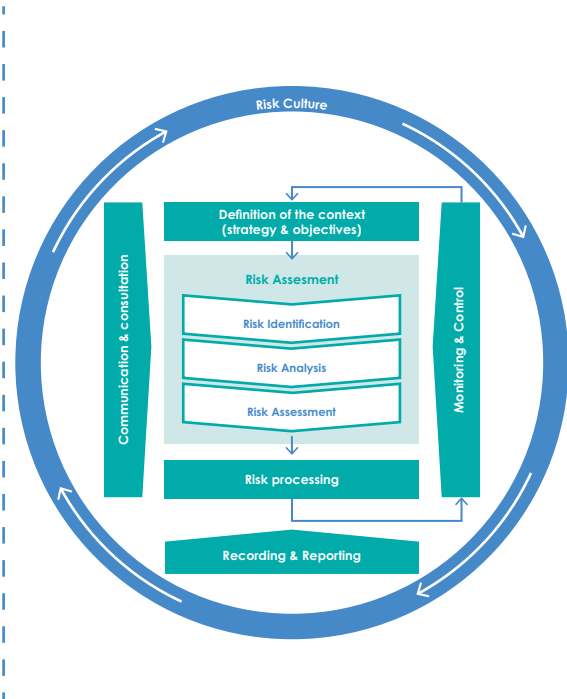 Risk Culture
Definition of the context
(strategy & objectives)
Communication & consultation
Risk Assesment
Risk Identification
Risk Analysis
Risk Assessment
Monitoring & Control
Risk processing
Recording & Reporting